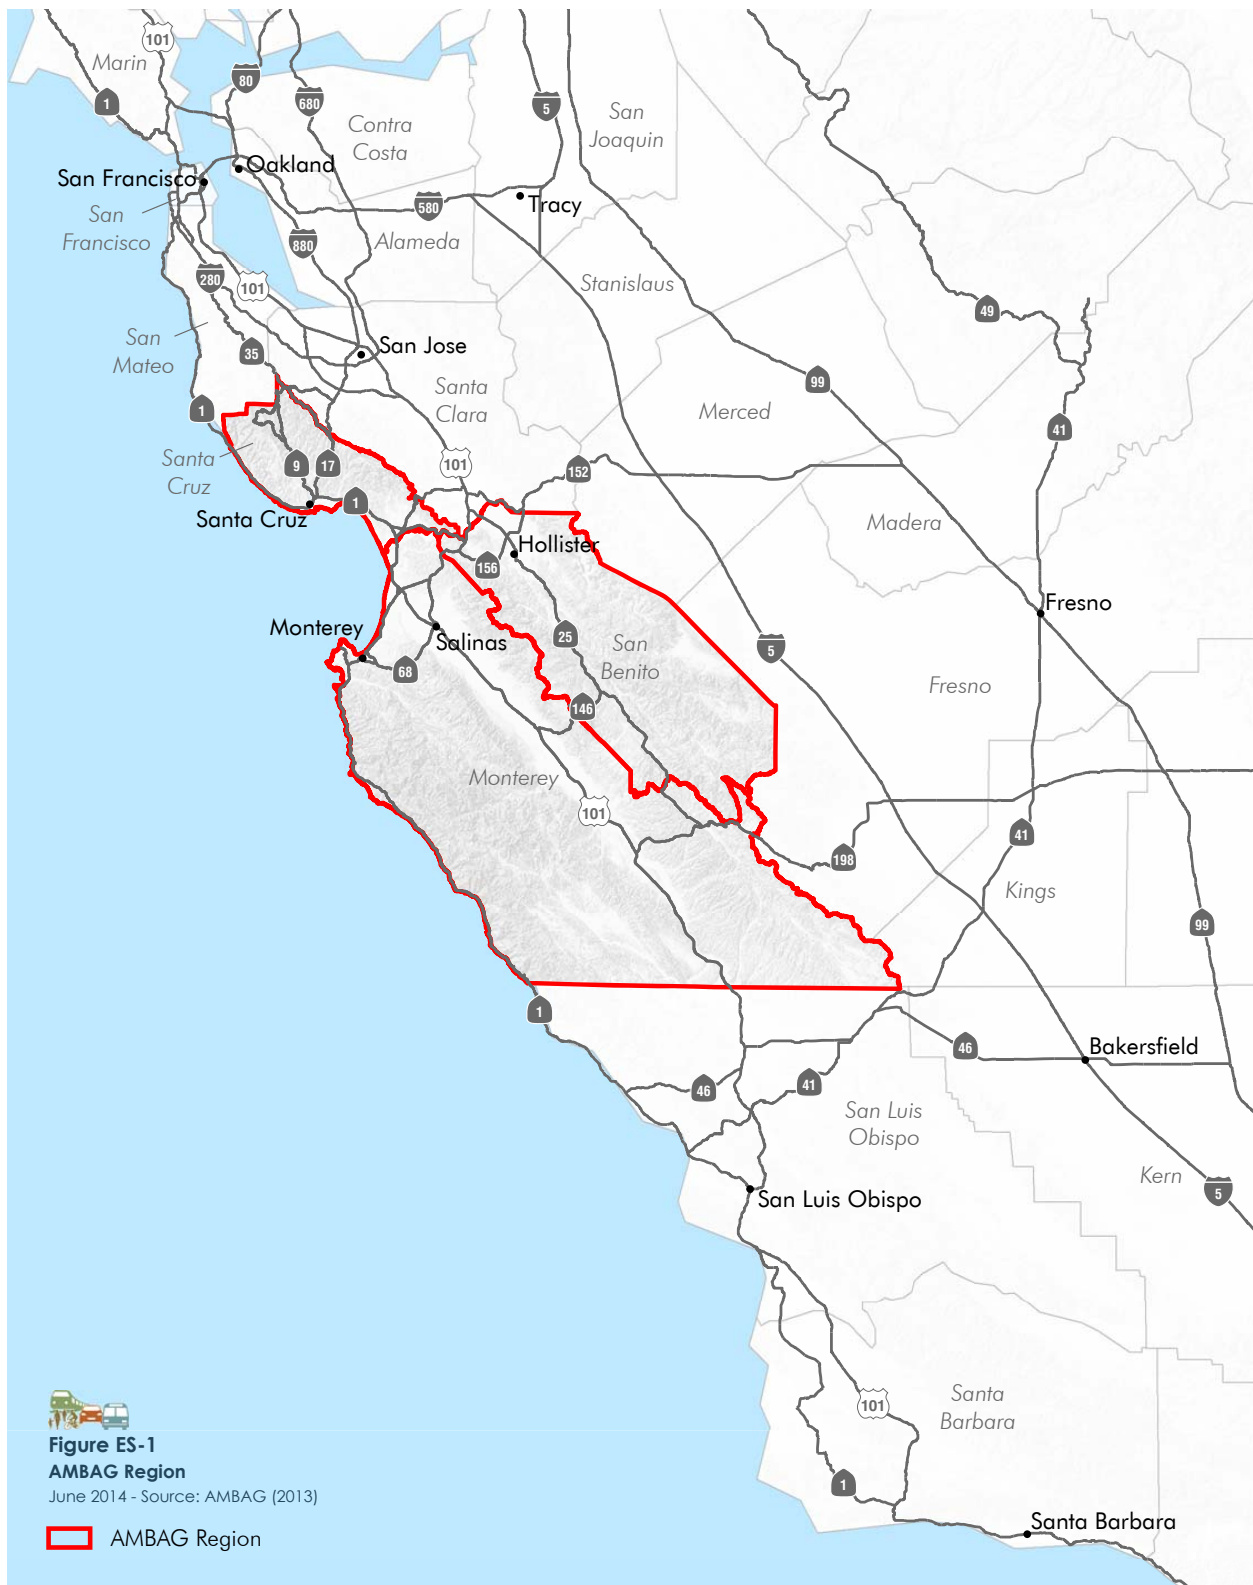 101
Marin
80
1
680
5
San
Joaquin
Contra
Costa
Oakland
San Francisco
580
Tracy
San
Francisco
880
Alameda
280
101
Stanislaus
49
San
Mateo
35
San Jose
99
Santa
Clara
1
Merced
41
Santa
Cruz
9
17
101
152
1
Santa Cruz
Madera
Hollister
156
Fresno
Monterey
Salinas
25
San
Benito
5
68
Fresno
146
Monterey
101
41
198
Kings
99
1
46
Bakersfield
46
41
San Luis
Obispo
Kern
5
San Luis Obispo
101
Santa
Barbara
1
Santa Barbara
Figure ES-1
AMBAG Region
June 2014 - Source: AMBAG (2013)
AMBAG Region